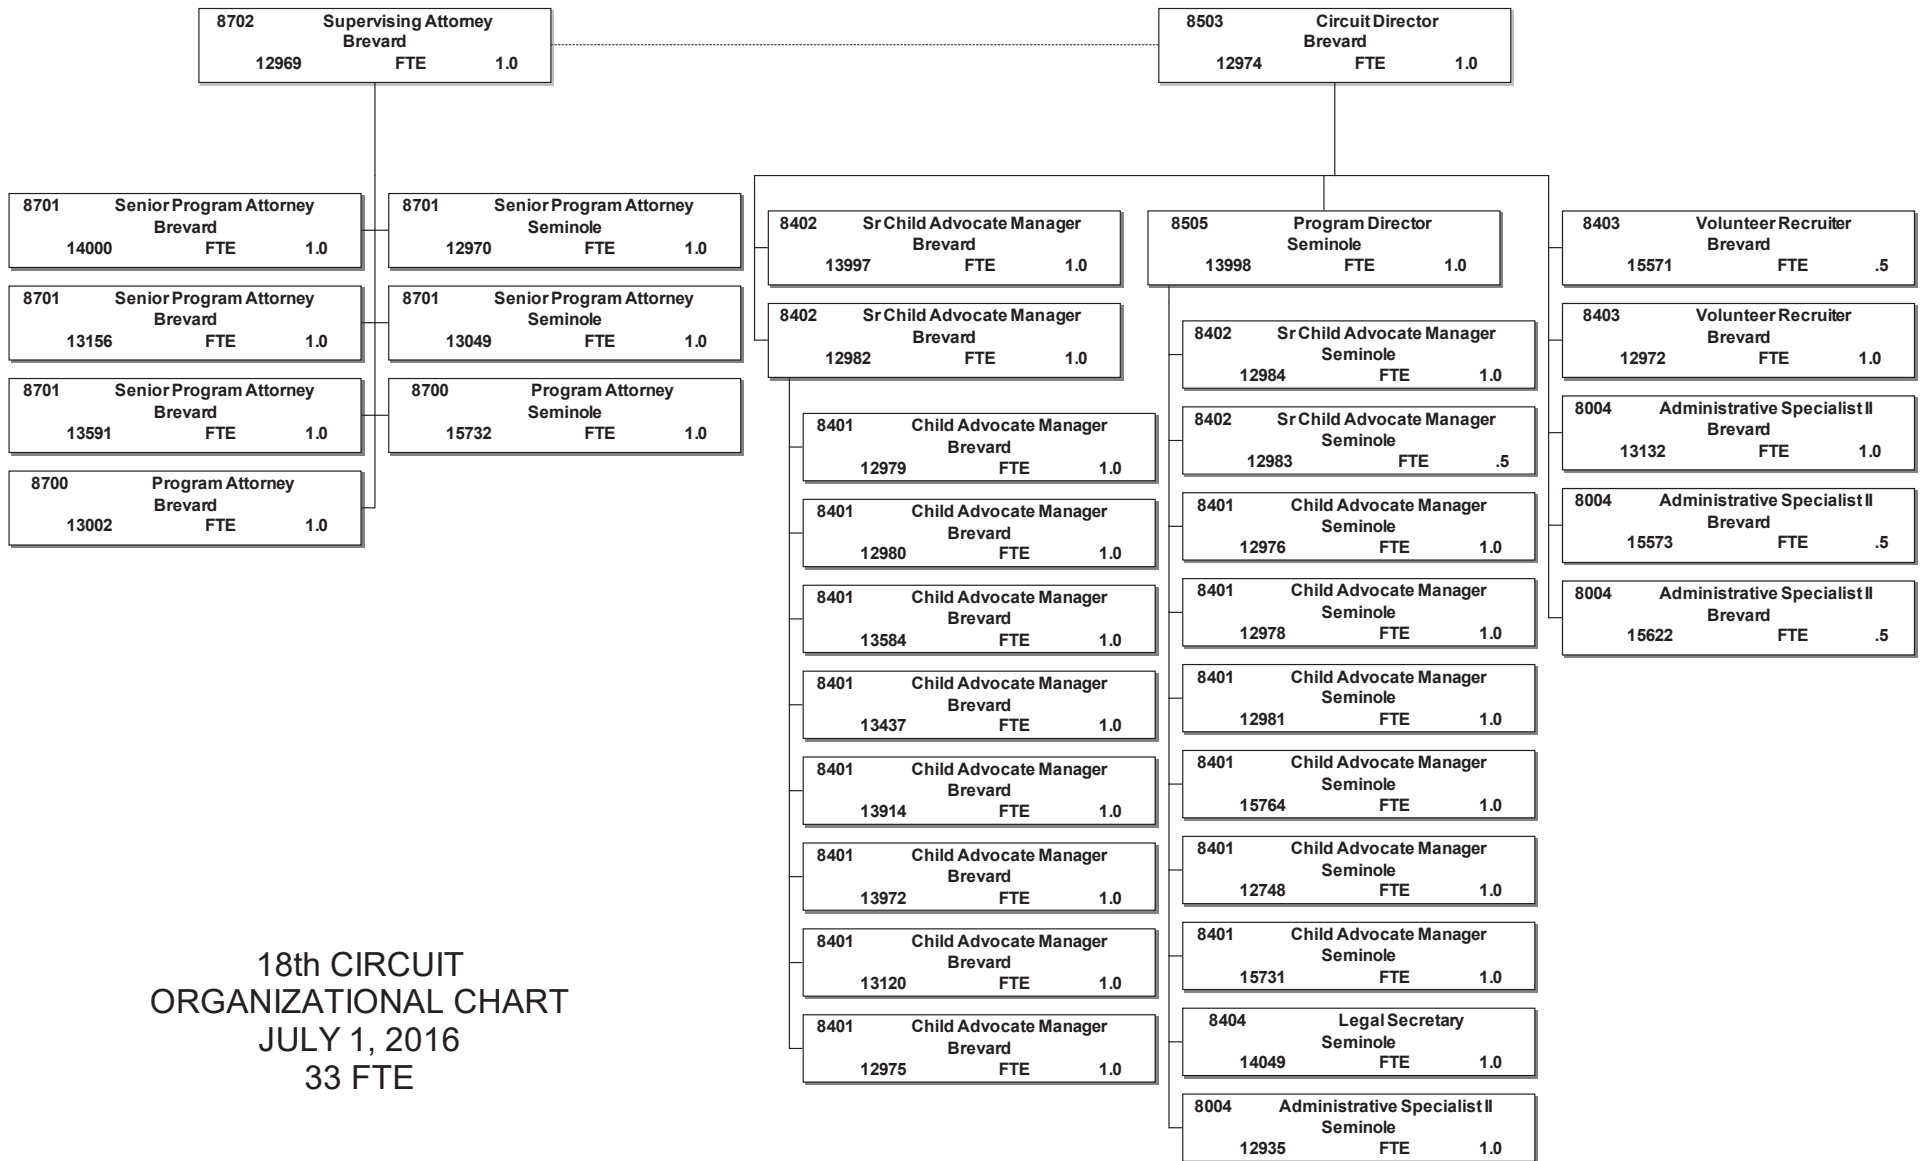 8702 Supervising Attorney
Brevard
12969 FTE 1.0
8503 Circuit Director
Brevard
12974 FTE 1.0
8701 Senior Program Attorney
Brevard
14000 FTE 1.0
8701 Senior Program Attorney
Seminole
12970 FTE 1.0
8701 Senior Program Attorney
Brevard
13156 FTE 1.0
8701 Senior Program Attorney
Seminole
13049 FTE 1.0
8701 Senior Program Attorney
Brevard
13591 FTE 1.0
8700 Program Attorney
Seminole
15732 FTE 1.0
8700 Program Attorney
Brevard
13002 FTE 1.0
8402 Sr Child Advocate Manager
Brevard
13997 FTE 1.0
8402 Sr Child Advocate Manager
Brevard
12982 FTE 1.0
8401 Child Advocate Manager
Brevard
12979 FTE 1.0
8401 Child Advocate Manager
Brevard
12980 FTE 1.0
8401 Child Advocate Manager
Brevard
13584 FTE 1.0
8401 Child Advocate Manager
Brevard
13437 FTE 1.0
8401 Child Advocate Manager
Brevard
13914 FTE 1.0
8401 Child Advocate Manager
Brevard
13972 FTE 1.0
8401 Child Advocate Manager
Brevard
13120 FTE 1.0
8401 Child Advocate Manager
Brevard
12975 FTE 1.0
8505 Program Director
Seminole
13998 FTE 1.0
8402 Sr Child Advocate Manager
Seminole
12984 FTE 1.0
8402 Sr Child Advocate Manager
Seminole
12983 FTE .5
8401 Child Advocate Manager
Seminole
12976 FTE 1.0
8401 Child Advocate Manager
Seminole
12978 FTE 1.0
8401 Child Advocate Manager
Seminole
12981 FTE 1.0
8401 Child Advocate Manager
Seminole
15764 FTE 1.0
8401 Child Advocate Manager
Seminole
12748 FTE 1.0
8401 Child Advocate Manager
Seminole
15731 FTE 1.0
8404 Legal Secretary
Seminole
14049 FTE 1.0
8004 Administrative Specialist II
Seminole
12935 FTE 1.0
8403 Volunteer Recruiter
Brevard
15571 FTE .5
8403 Volunteer Recruiter
Brevard
12972 FTE 1.0
8004 Administrative Specialist II
Brevard
13132 FTE 1.0
8004 Administrative Specialist II
Brevard
15573 FTE .5
8004 Administrative Specialist II
Brevard
15622 FTE .5
18th CIRCUIT
ORGANIZATIONAL CHART
JULY 1, 2016
33 FTE